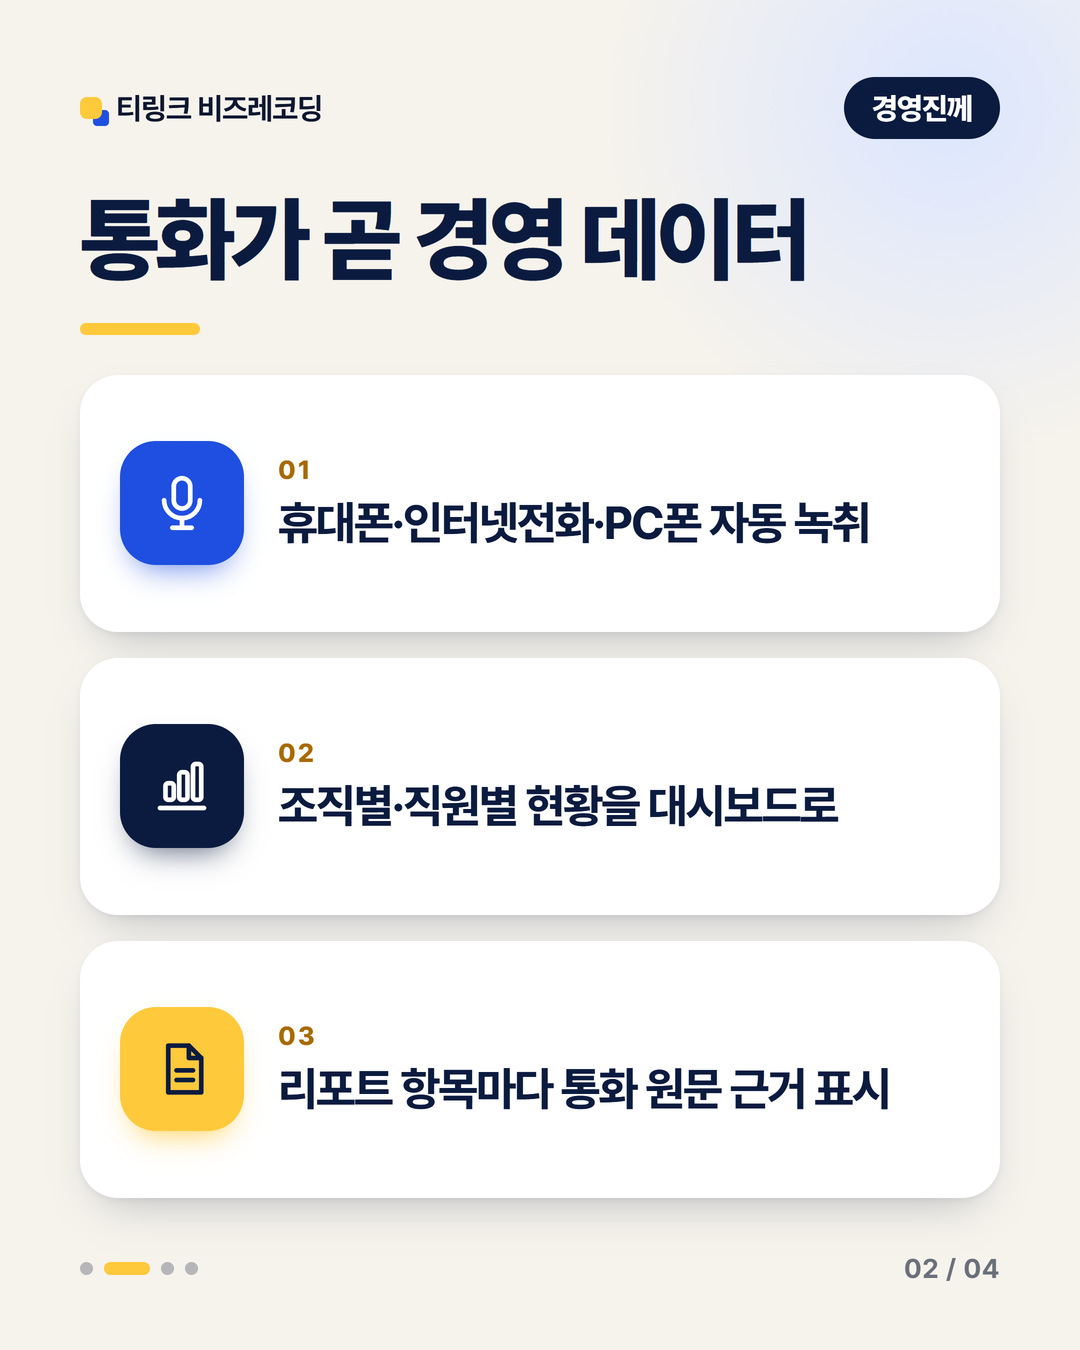 티링크 비즈레코딩
경영진께
통화가 곧 경영 데이터
01
휴대폰·인터넷전화·PC폰 자동 녹취
02
조직별·직원별 현황을 대시보드로
03
리포트 항목마다 통화 원문 근거 표시
02 / 04